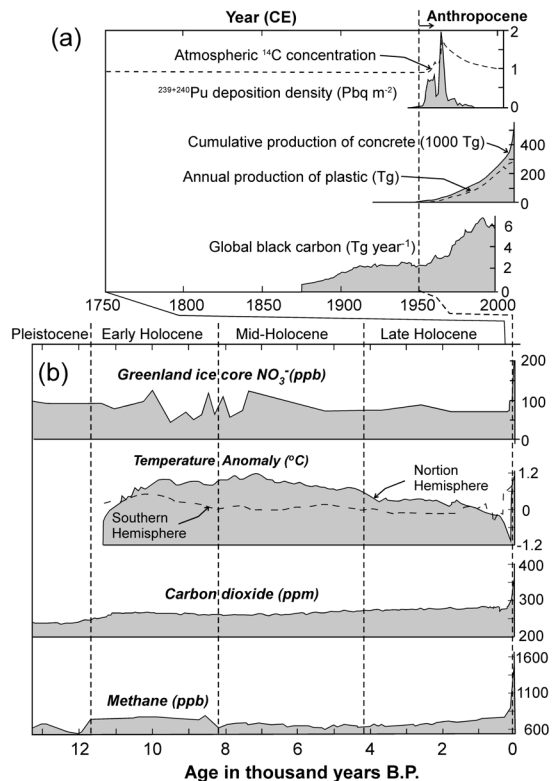 Year (CE)
Anthropocene
(a)
Atmospheric ¹⁴C concentration
²³⁹⁺²⁴⁰Pu deposition density (Pbq m⁻²)
2
1
0
Cumulative production of concrete (1000 Tg)
Annual production of plastic (Tg)
400
200
0
Global black carbon (Tg year⁻¹)
6
4
2
0
1750 1800 1850 1900 1950 2000
Pleistocene Early Holocene Mid-Holocene Late Holocene
(b)
Greenland ice core NO₃⁻(ppb)
200
100
0
Temperature Anomaly (°C)
Nortion
Hemisphere
Southern
Hemisphere
1.2
0
-1.2
Carbon dioxide (ppm)
400
300
200
Methane (ppb)
1600
1100
600
12 10 8 6 4 2 0
Age in thousand years B.P.